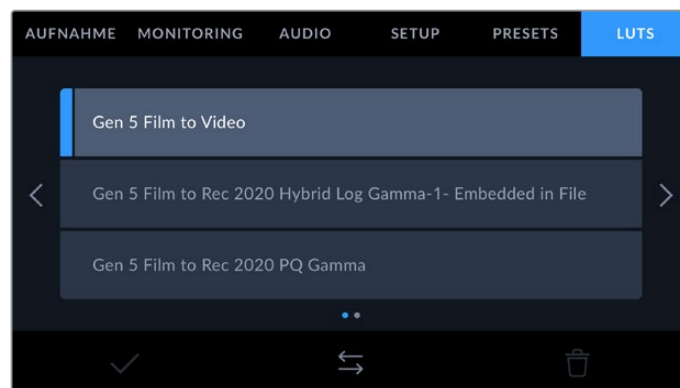 AUFNAHME MONITORING AUDIO SETUP PRESETS LUTS
Gen 5 Film to Video
Gen 5 Film to Rec 2020 Hybrid Log Gamma-1- Embedded in File
Gen 5 Film to Rec 2020 PQ Gamma